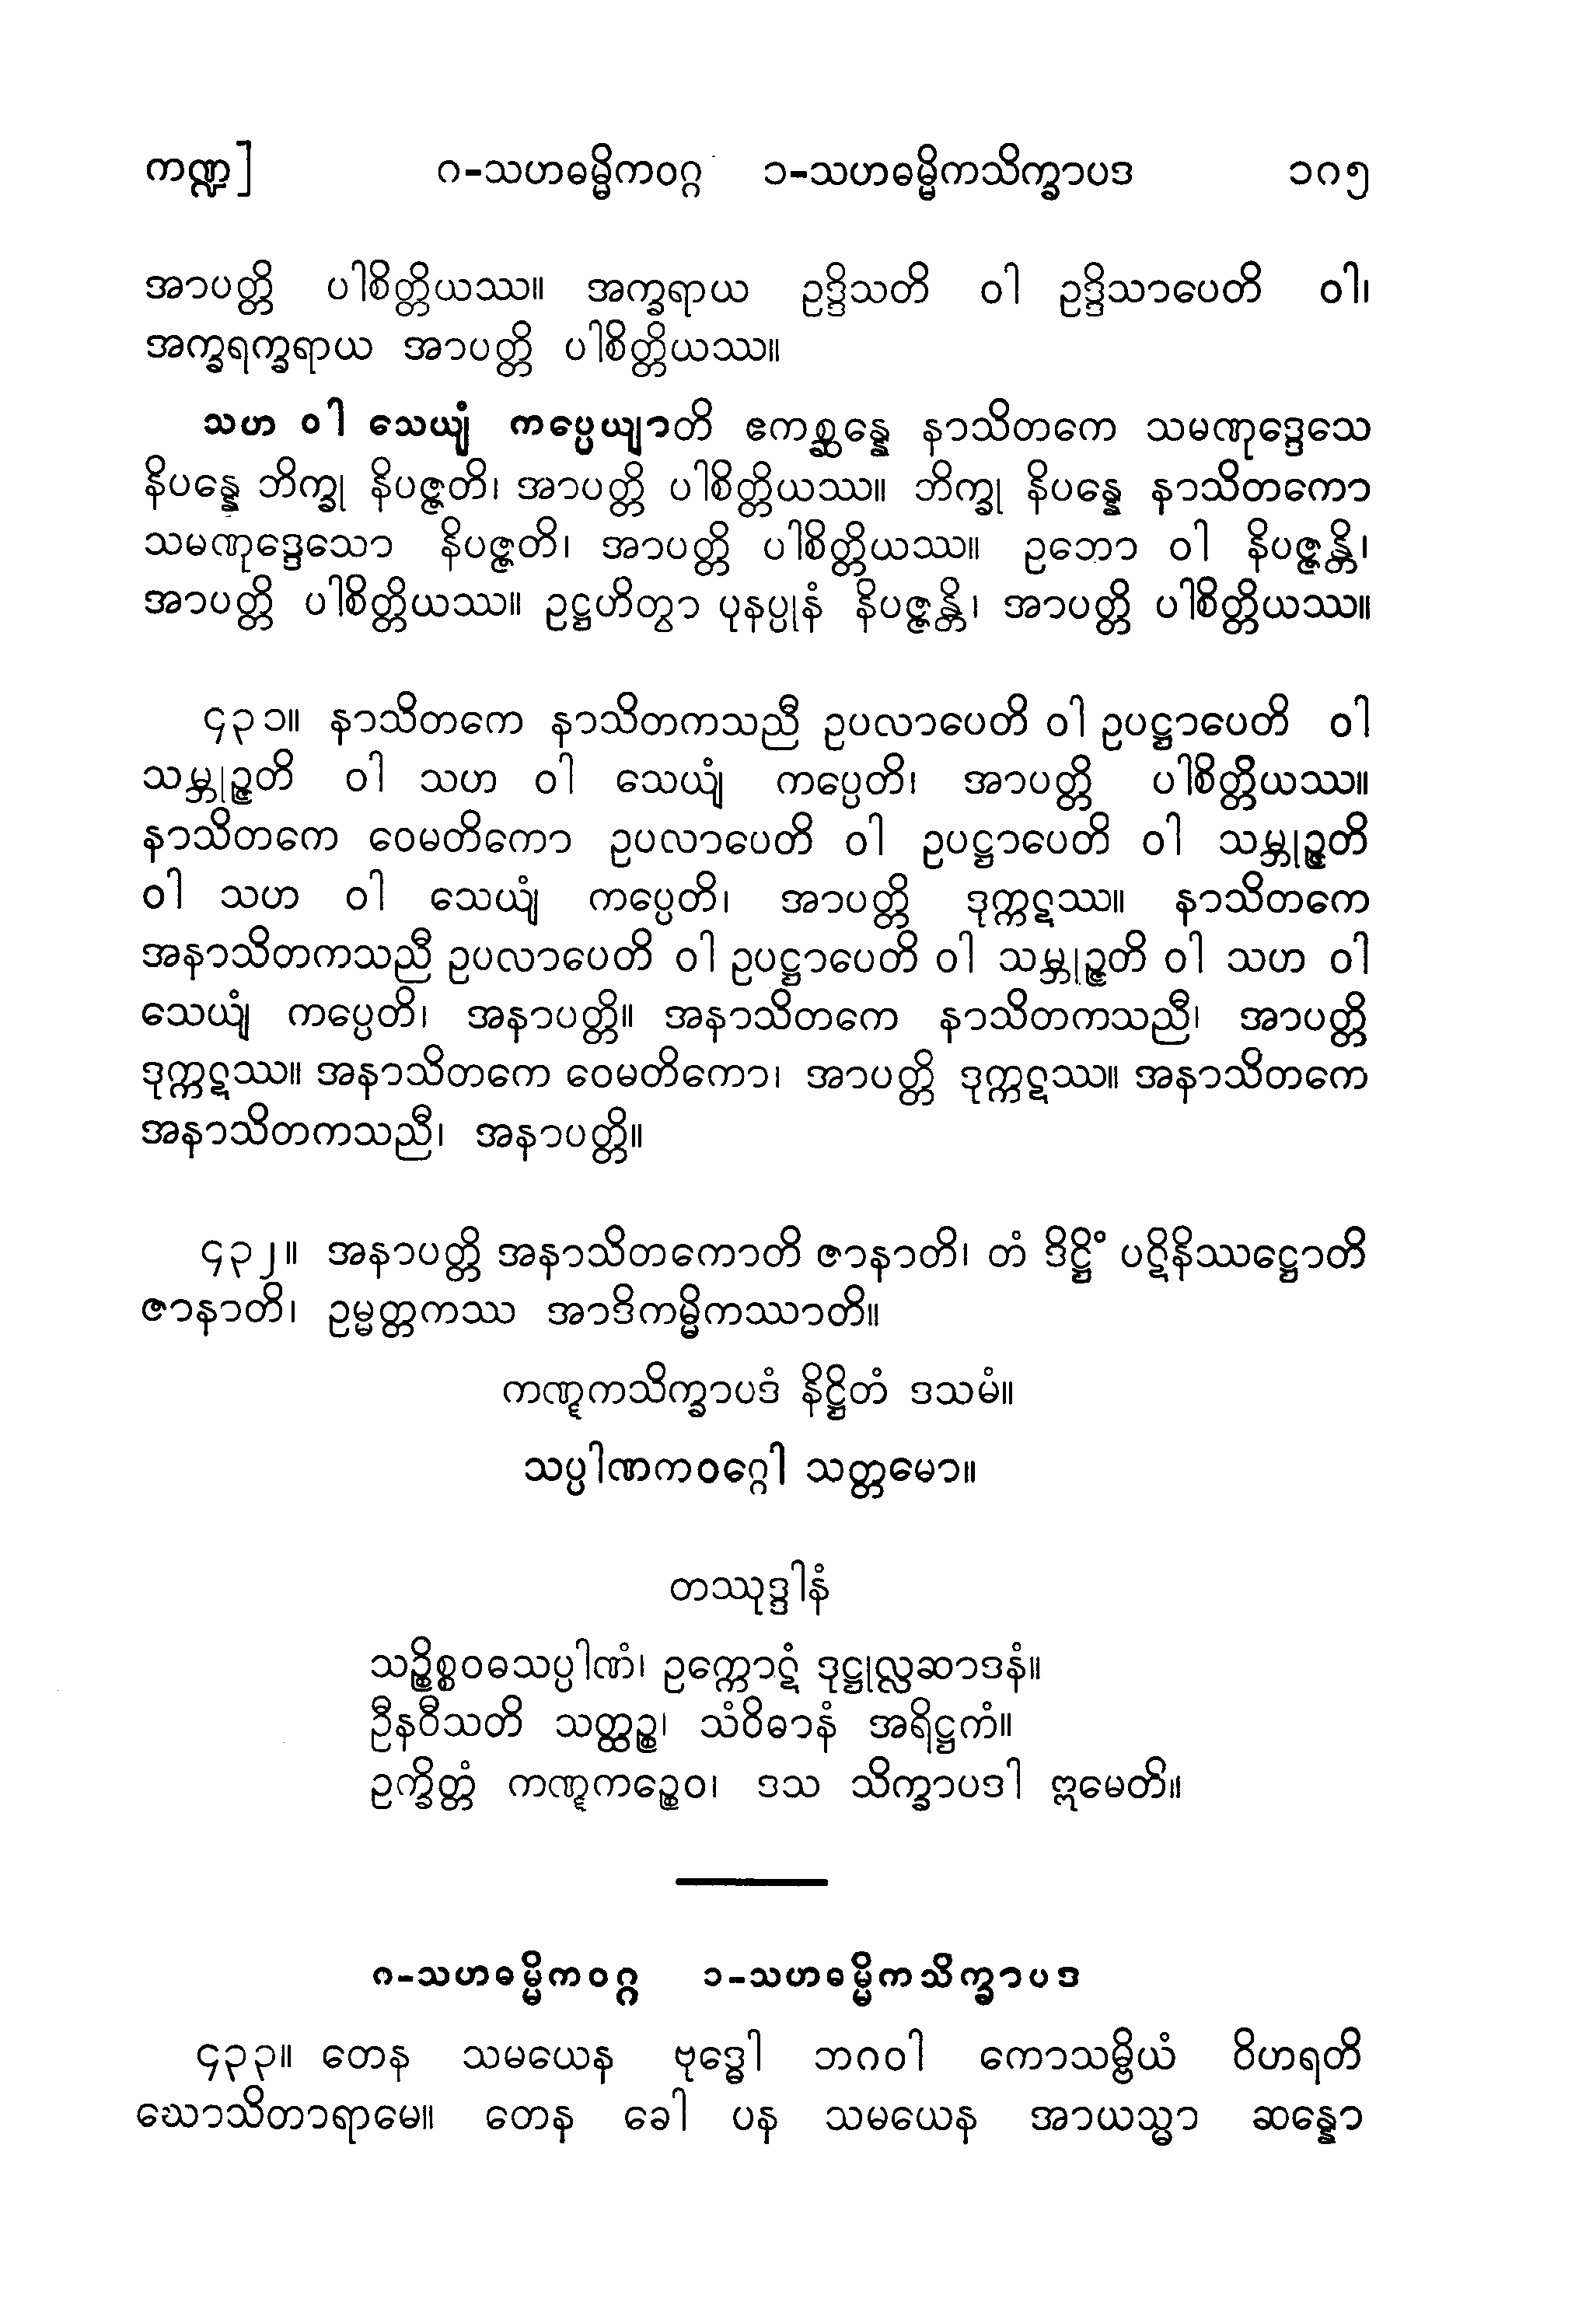 ကဏ္ဍ] ဂ-သဟဓမ္မိကဝဂ္ဂ ၁-သဟဓမ္မိကသိက္ခာပဒ ၁၈၅
အာပတ္တိ ပါစိတ္တိယဿ။ အက္ခရာယ ဥဒ္ဒိသတိ ဝါ ဥဒ္ဒိသာပေတိ ဝါ၊
အက္ခရက္ခရာယ အာပတ္တိ ပါစိတ္တိယဿ။
သဟ ဝါ သေယျံ ကပ္ပေယျာတိ ဧကစ္ဆန္နေ နာသိတကေ သမဏုဒ္ဒေသေ
နိပန္နေ ဘိက္ခု နိပဇ္ဇတိ၊ အာပတ္တိ ပါစိတ္တိယဿ။ ဘိက္ခု နိပန္နေ နာသိတကော
သမဏုဒ္ဒေသော နိပဇ္ဇတိ၊ အာပတ္တိ ပါစိတ္တိယဿ။ ဥဘော ဝါ နိပဇ္ဇန္တိ၊
အာပတ္တိ ပါစိတ္တိယဿ။ ဥဋ္ဌဟိတွာ ပုနပ္ပုနံ နိပဇ္ဇန္တိ၊ အာပတ္တိ ပါစိတ္တိယဿ။
၄၃၁။ နာသိတကေ နာသိတကသညီ ဥပလာပေတိ ဝါ ဥပဋ္ဌာပေတိ ဝါ
သမ္ဘုဉ္ဇတိ ဝါ သဟ ဝါ သေယျံ ကပ္ပေတိ၊ အာပတ္တိ ပါစိတ္တိယဿ။
နာသိတကေ ဝေမတိကော ဥပလာပေတိ ဝါ ဥပဋ္ဌာပေတိ ဝါ သမ္ဘုဉ္ဇတိ
ဝါ သဟ ဝါ သေယျံ ကပ္ပေတိ၊ အာပတ္တိ ဒုက္ကဋဿ။ နာသိတကေ
အနာသိတကသညီ ဥပလာပေတိ ဝါ ဥပဋ္ဌာပေတိ ဝါ သမ္ဘုဉ္ဇတိ ဝါ သဟ ဝါ
သေယျံ ကပ္ပေတိ၊ အနာပတ္တိ။ အနာသိတကေ နာသိတကသညီ၊ အာပတ္တိ
ဒုက္ကဋဿ။ အနာသိတကေ ဝေမတိကော၊ အာပတ္တိ ဒုက္ကဋဿ။ အနာသိတကေ
အနာသိတကသညီ၊ အနာပတ္တိ။
၄၃၂။ အနာပတ္တိ အနာသိတကောတိ ဇာနာတိ၊ တံ ဒိဋ္ဌိံ ပဋိနိဿဋ္ဌောတိ
ဇာနာတိ၊ ဥမ္မတ္တကဿ အာဒိကမ္မိကဿာတိ။
ကဏ္ဋကသိက္ခာပဒံ နိဋ္ဌိတံ ဒသမံ။
သပ္ပါဏကဝဂ္ဂေါ သတ္တမော။
တဿုဒ္ဒါနံ
သဉ္စိစ္စဝဓသပ္ပါဏံ၊ ဥက္ကောဋံ ဒုဋ္ဌုလ္လဆာဒနံ။
ဦနဝီသတိ သတ္ထဉ္စ၊ သံဝိဓာနံ အရိဋ္ဌကံ။
ဥက္ခိတ္တံ ကဏ္ဋကဉ္စေဝ၊ ဒသ သိက္ခာပဒါ ဣမေတိ။
ဂ-သဟဓမ္မိကဝဂ္ဂ ၁-သဟဓမ္မိကသိက္ခာပဒ
၄၃၃။ တေန သမယေန ဗုဒ္ဓေါ ဘဂဝါ ကောသမ္ဗိယံ ဝိဟရတိ
ဃောသိတာရာမေ။ တေန ခေါ ပန သမယေန အာယသ္မာ ဆန္နော